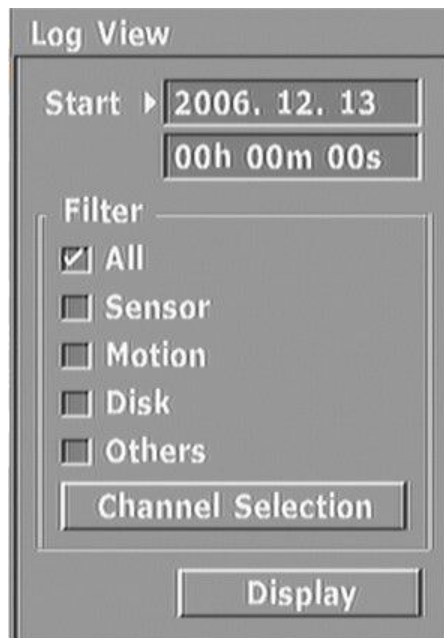 Log View
Start 2006. 12. 13
00h 00m 00s
Filter
All
Sensor
Motion
Disk
Others
Channel Selection
Display